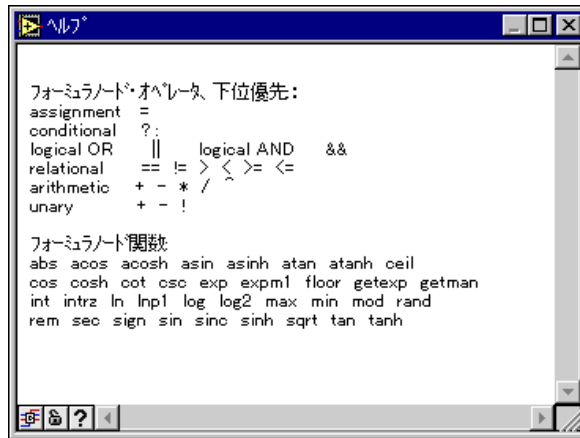 ﾍﾙﾌﾟ
ﾌｫｰﾐｭﾗﾉｰﾄﾞ･ｵﾍﾟﾚｰﾀ、下位優先：
assignment =
conditional ?:
logical OR || logical AND &&
relational == != > < >= <=
arithmetic + - * / ^
unary + - !
ﾌｫｰﾐｭﾗﾉｰﾄﾞ関数
abs acos acosh asin asinh atan atanh ceil
cos cosh cot csc exp expm1 floor getexp getman
int intrz ln lnp1 log log2 max min mod rand
rem sec sign sin sinc sinh sqrt tan tanh
?